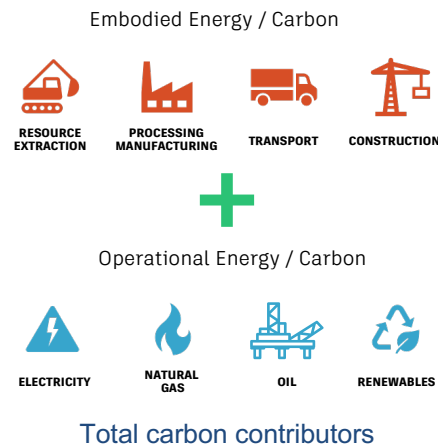 Embodied Energy / Carbon
RESOURCE EXTRACTION
PROCESSING MANUFACTURING
TRANSPORT
CONSTRUCTION
Operational Energy / Carbon
ELECTRICITY
NATURAL GAS
OIL
RENEWABLES
Total carbon contributors